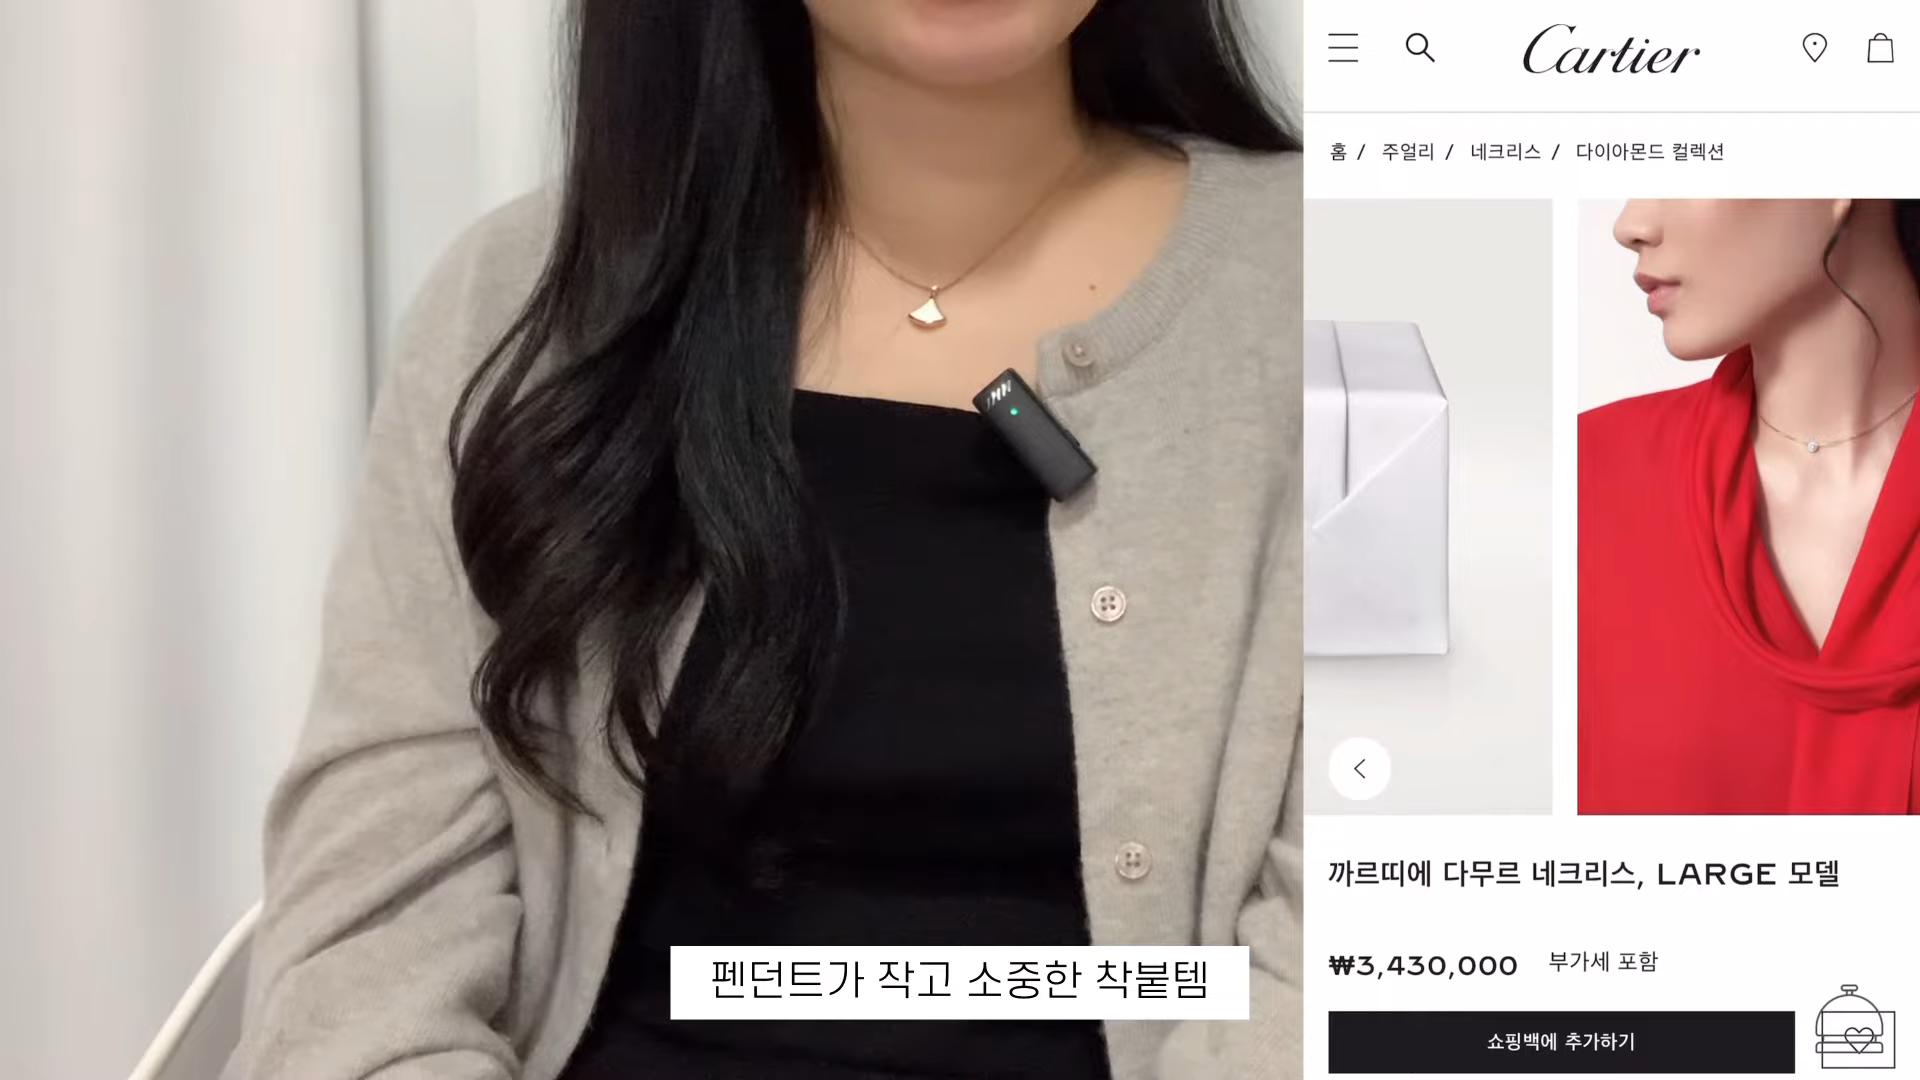 Cartier
홈 / 주얼리 / 네크리스 / 다이아몬드 컬렉션
까르띠에 다무르 네크리스, LARGE 모델
₩3,430,000 부가세 포함
쇼핑백에 추가하기
펜던트가 작고 소중한 착붙템